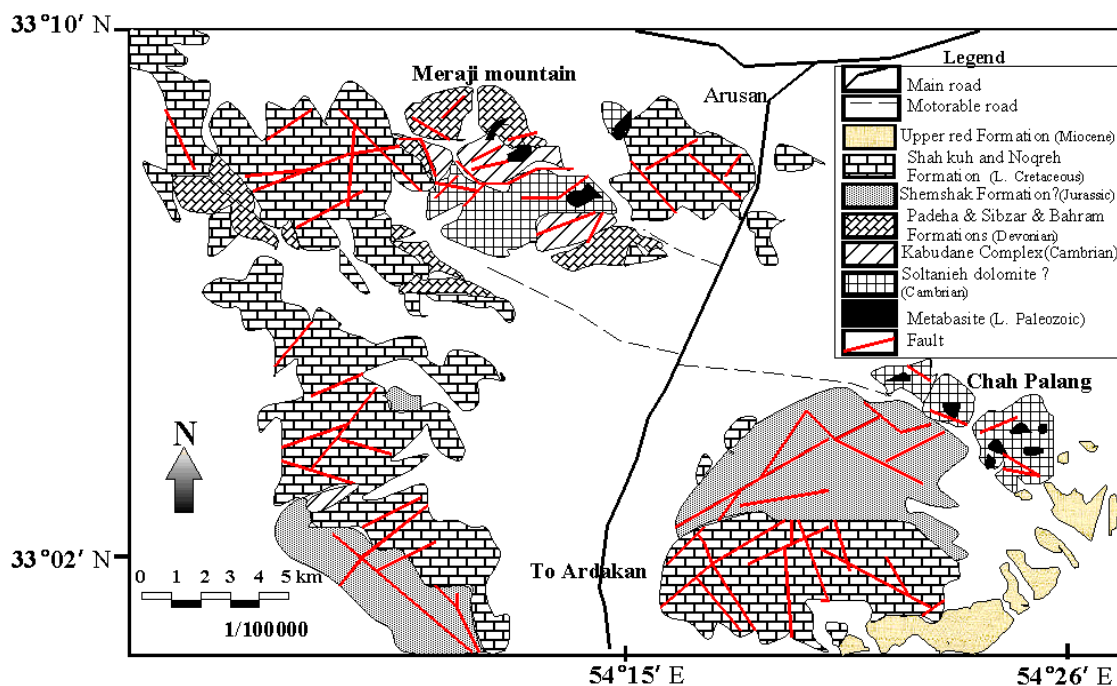 33°10' N
Meraji mountain
Arusan
Legend
Main road
Motorable road
Upper red Formation (Miocene)
Shah kuh and Noqreh
Formation (L. Cretaceous)
Shemshak Formation?(Jurassic)
Padeha & Sibzar & Bahram
Formations (Devonian)
Kabudane Complex(Cambrian)
Soltanieh dolomite ?
(Cambrian)
Metabasite (L. Paleozoic)
Fault
Chah Palang
N
33°02' N
To Ardakan
0 1 2 3 4 5 km
1/100000
54°15' E
54°26' E